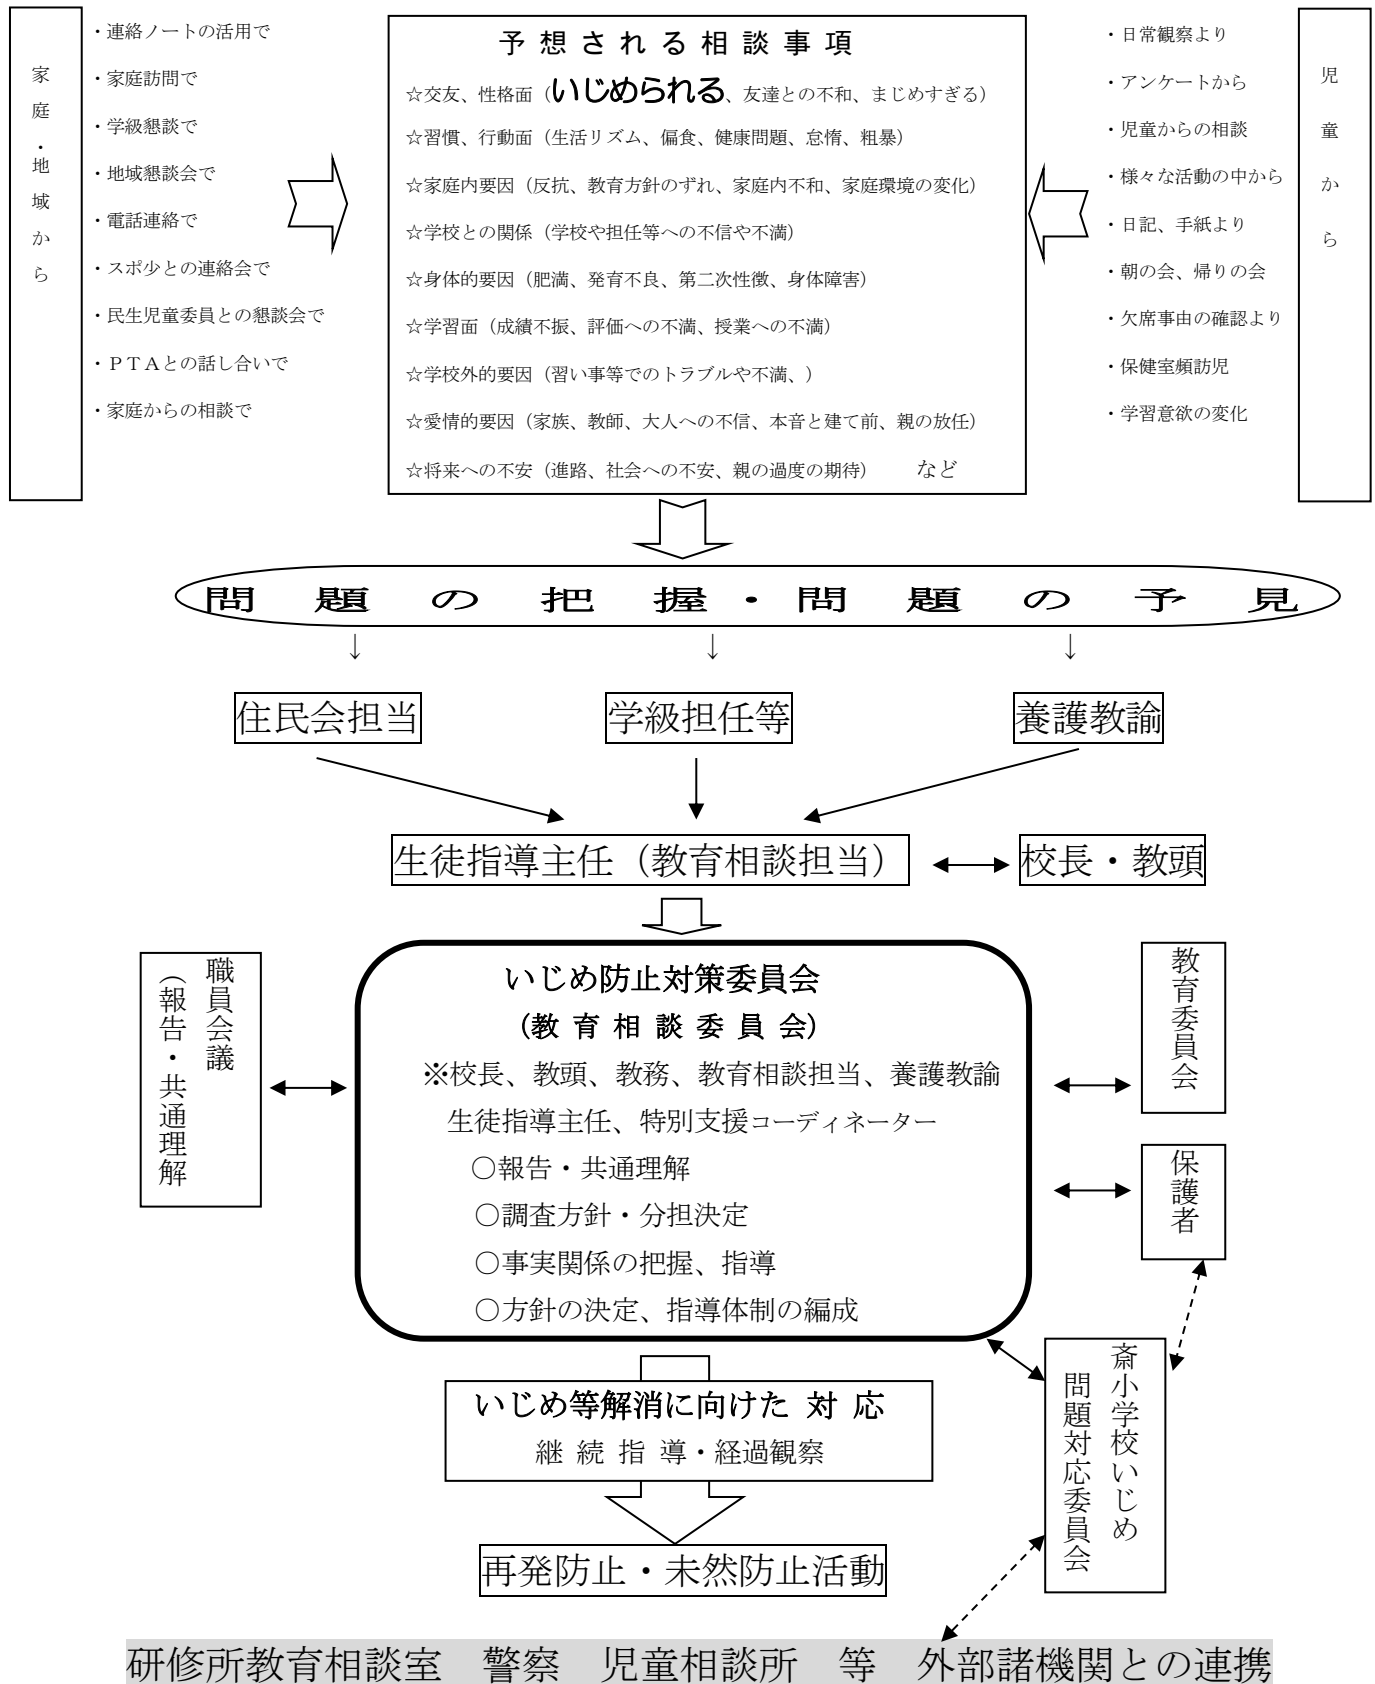 家庭・地域から
・連絡ノートの活用で
・家庭訪問で
・学級懇談で
・地域懇談会で
・電話連絡で
・スポ少との連絡会で
・民生児童委員との懇談会で
・ＰＴＡとの話し合いで
・家庭からの相談で
予想される相談事項
☆交友、性格面（いじめられる、友達との不和、まじめすぎる）
☆習慣、行動面（生活リズム、偏食、健康問題、怠惰、粗暴）
☆家庭内要因（反抗、教育方針のずれ、家庭内不和、家庭環境の変化）
☆学校との関係（学校や担任等への不信や不満）
☆身体的要因（肥満、発育不良、第二次性徴、身体障害）
☆学習面（成績不振、評価への不満、授業への不満）
☆学校外的要因（習い事等でのトラブルや不満、）
☆愛情的要因（家族、教師、大人への不信、本音と建て前、親の放任）
☆将来への不安（進路、社会への不安、親の過度の期待）　　など
・日常観察より
・アンケートから
・児童からの相談
・様々な活動の中から
・日記、手紙より
・朝の会、帰りの会
・欠席事由の確認より
・保健室頻訪児
・学習意欲の変化
児童から
問題の把握・問題の予見
↓　↓　↓
住民会担当　学級担任等　養護教諭
生徒指導主任（教育相談担当）　校長・教頭
職員会議
（報告・共通理解
いじめ防止対策委員会
（教育相談委員会）
※校長、教頭、教務、教育相談担当、養護教諭
生徒指導主任、特別支援コーディネーター
○報告・共通理解
○調査方針・分担決定
○事実関係の把握、指導
○方針の決定、指導体制の編成
教育委員会
保護者
斎小学校いじめ
問題対応委員会
いじめ等解消に向けた 対 応
継 続 指 導・経過観察
再発防止・未然防止活動
研修所教育相談室　警察　児童相談所　等　外部諸機関との連携